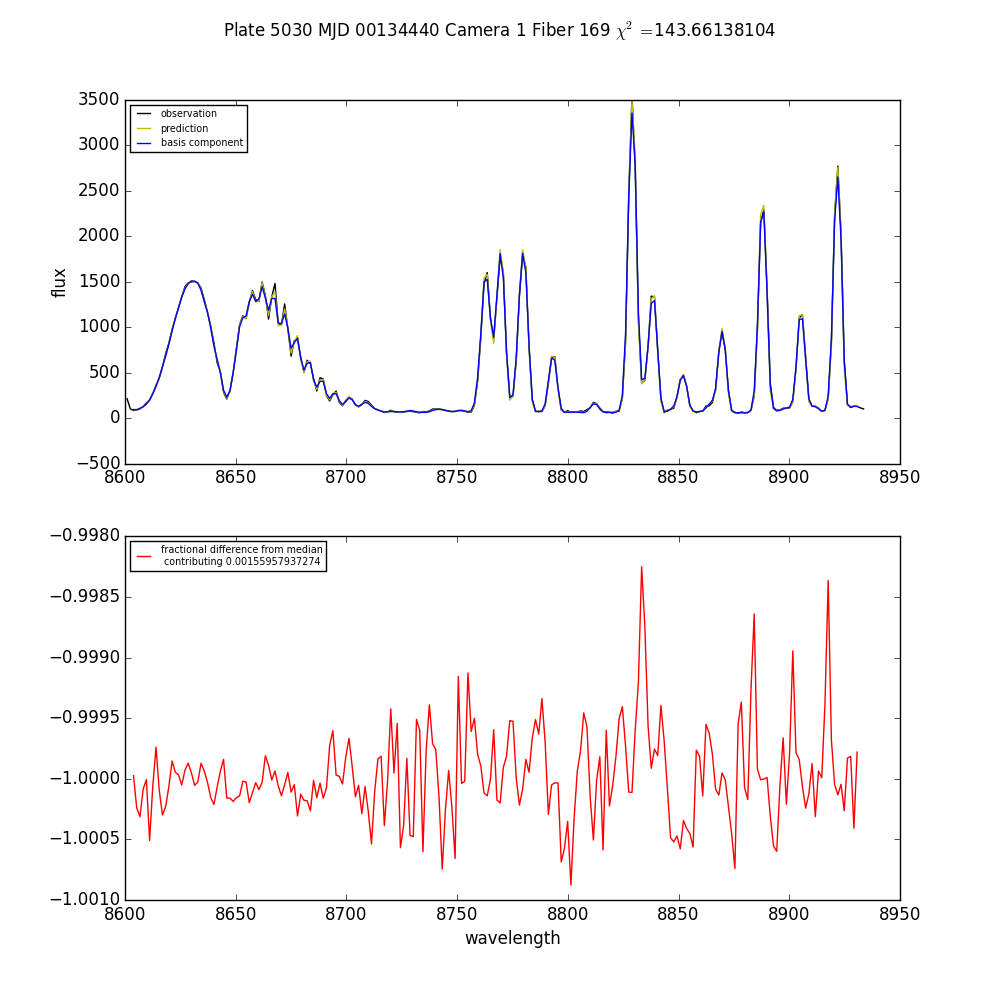 Plate 5030 MJD 00134440 Camera 1 Fiber 169 χ² =143.66138104
3500
3000
2500
2000
1500
1000
500
0
−500
flux
observation
prediction
basis component
8600 8650 8700 8750 8800 8850 8900 8950
−0.9980
−0.9985
−0.9990
−0.9995
−1.0000
−1.0005
−1.0010
fractional difference from median
contributing 0.00155957937274
8600 8650 8700 8750 8800 8850 8900 8950
wavelength